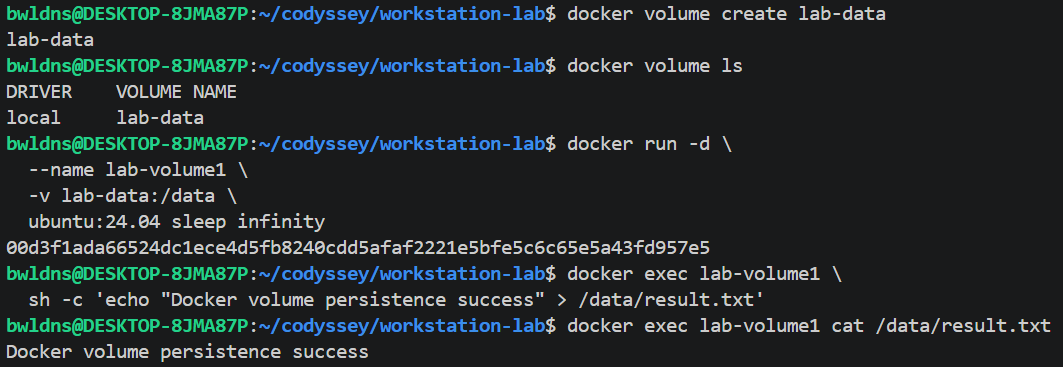 bwldns@DESKTOP-8JMA87P:~/codyssey/workstation-lab$ docker volume create lab-data
lab-data
bwldns@DESKTOP-8JMA87P:~/codyssey/workstation-lab$ docker volume ls
DRIVER    VOLUME NAME
local     lab-data
bwldns@DESKTOP-8JMA87P:~/codyssey/workstation-lab$ docker run -d \
  --name lab-volume1 \
  -v lab-data:/data \
  ubuntu:24.04 sleep infinity
00d3f1ada66524dc1ece4d5fb8240cdd5afaf2221e5bfe5c6c65e5a43fd957e5
bwldns@DESKTOP-8JMA87P:~/codyssey/workstation-lab$ docker exec lab-volume1 \
  sh -c 'echo "Docker volume persistence success" > /data/result.txt'
bwldns@DESKTOP-8JMA87P:~/codyssey/workstation-lab$ docker exec lab-volume1 cat /data/result.txt
Docker volume persistence success